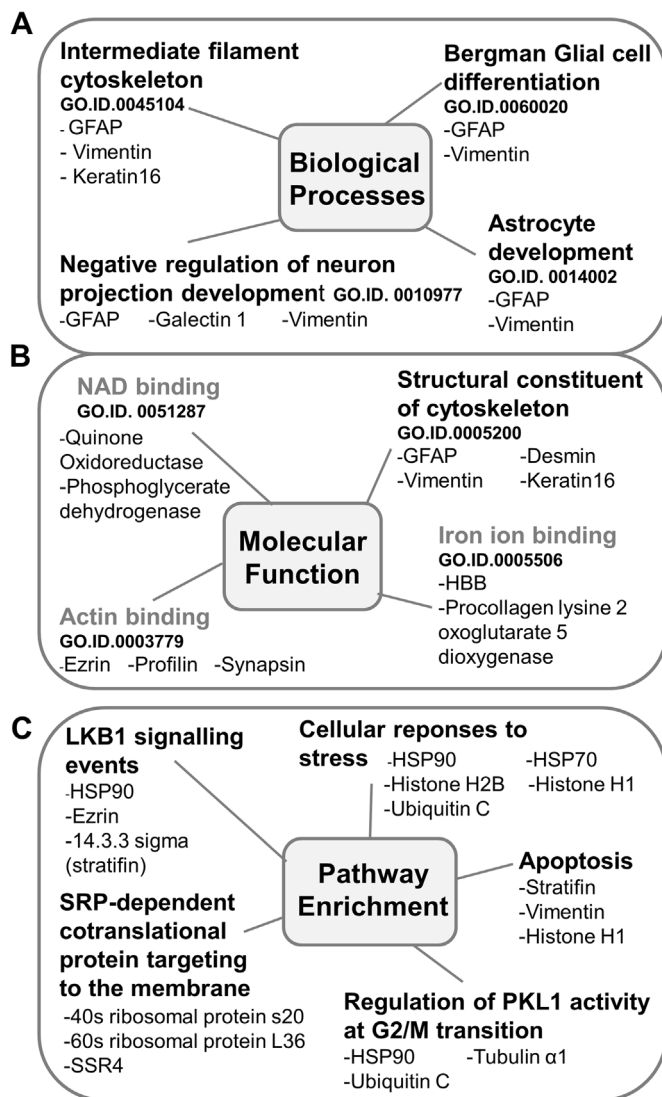 A
Intermediate filament
cytoskeleton
GO.ID.0045104
- GFAP
- Vimentin
- Keratin16
Bergman Glial cell
differentiation
GO.ID.0060020
-GFAP
-Vimentin
Biological
Processes
Negative regulation of neuron
projection development GO.ID. 0010977
-GFAP -Galectin 1 -Vimentin
Astrocyte
development
GO.ID. 0014002
-GFAP
-Vimentin
B
NAD binding
GO.ID. 0051287
-Quinone
Oxidoreductase
-Phosphoglycerate
dehydrogenase
Structural constituent
of cytoskeleton
GO.ID.0005200
-GFAP -Desmin
-Vimentin -Keratin16
Molecular
Function
Actin binding
GO.ID.0003779
-Ezrin -Profilin -Synapsin
Iron ion binding
GO.ID.0005506
-HBB
-Procollagen lysine 2
oxoglutarate 5
dioxygenase
C
LKB1 signalling
events
-HSP90
-Ezrin
-14.3.3 sigma
(stratifin)
Cellular reponses to
stress -HSP90 -HSP70
-Histone H2B -Histone H1
-Ubiquitin C
Pathway
Enrichment
Apoptosis
-Stratifin
-Vimentin
-Histone H1
SRP-dependent
cotranslational
protein targeting
to the membrane
-40s ribosomal protein s20
-60s ribosomal protein L36
-SSR4
Regulation of PKL1 activity
at G2/M transition
-HSP90 -Tubulin α1
-Ubiquitin C